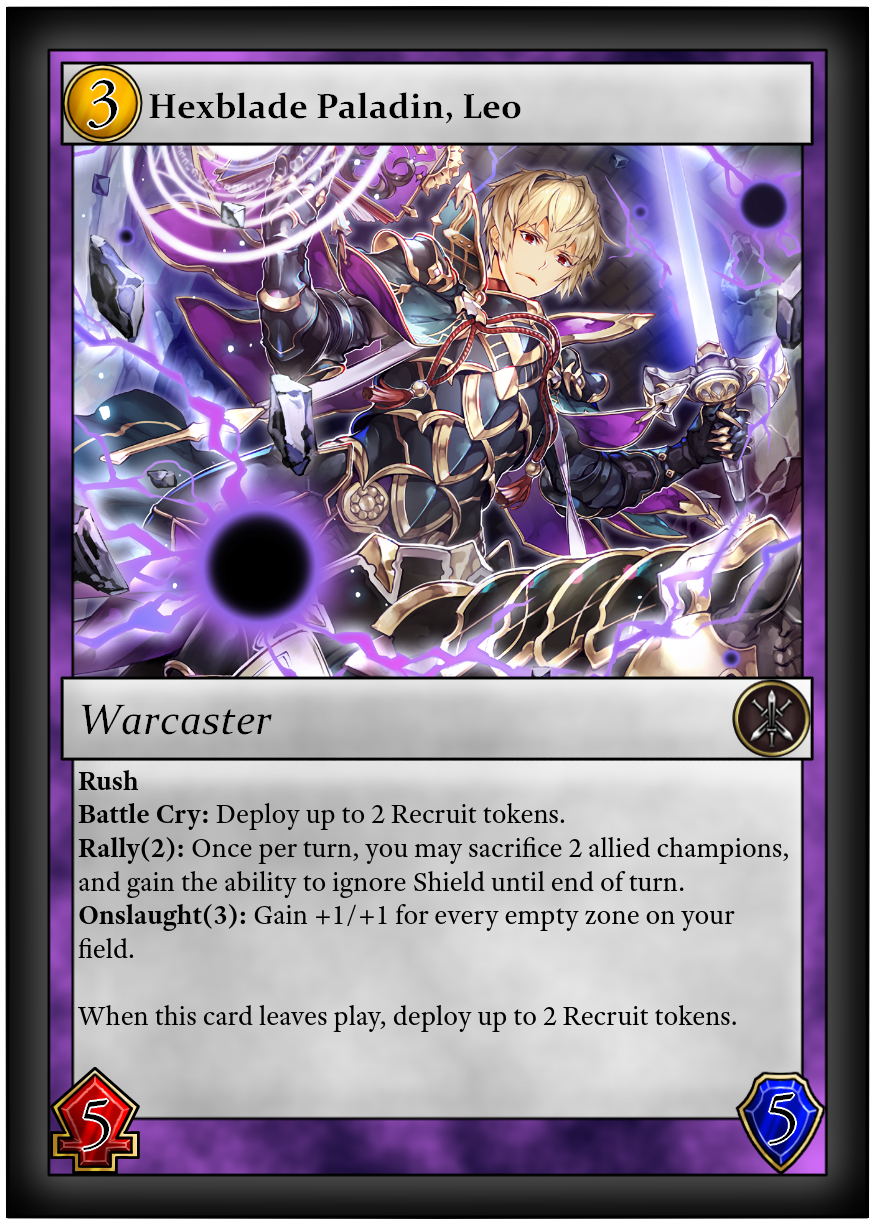 3
Hexblade Paladin, Leo
Warcaster
Rush
Battle Cry: Deploy up to 2 Recruit tokens.
Rally(2): Once per turn, you may sacrifice 2 allied champions,
and gain the ability to ignore Shield until end of turn.
Onslaught(3): Gain +1/+1 for every empty zone on your
field.
When this card leaves play, deploy up to 2 Recruit tokens.
5
5